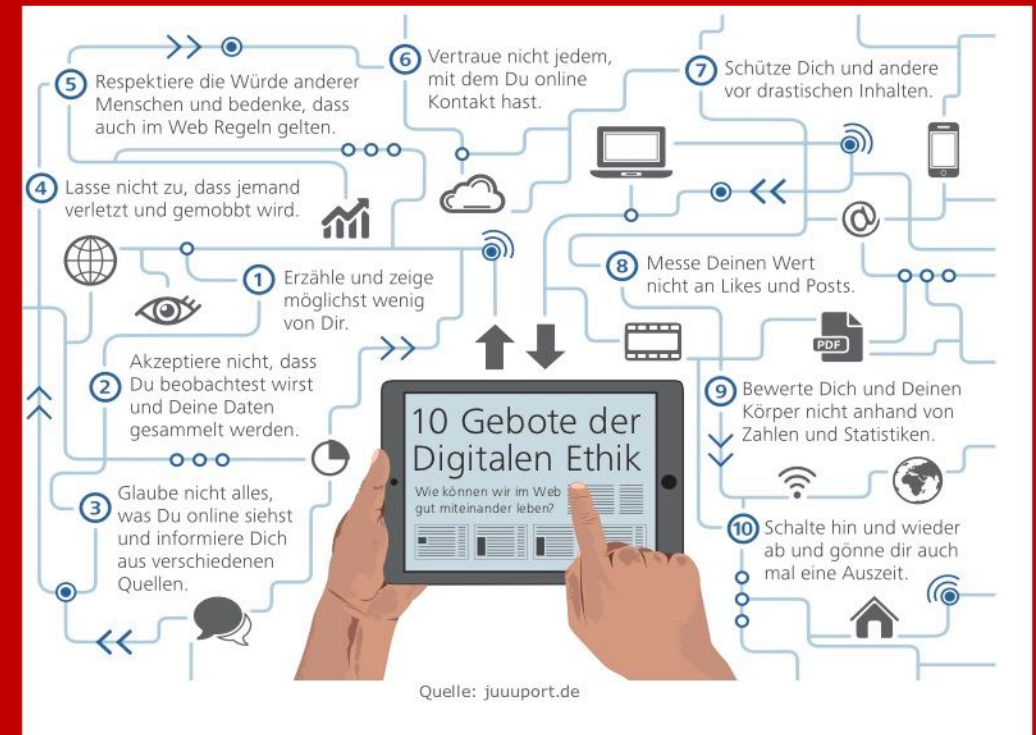 10 Gebote der
Digitalen Ethik
Wie können wir im Web
gut miteinander leben?
1 Erzähle und zeige
möglichst wenig
von Dir.
2 Akzeptiere nicht, dass
Du beobachtest wirst
und Deine Daten
gesammelt werden.
3 Glaube nicht alles,
was Du online siehst
und informiere Dich
aus verschiedenen
Quellen.
4 Lasse nicht zu, dass jemand
verletzt und gemobbt wird.
5 Respektiere die Würde anderer
Menschen und bedenke, dass
auch im Web Regeln gelten.
6 Vertraue nicht jedem,
mit dem Du online
Kontakt hast.
7 Schütze Dich und andere
vor drastischen Inhalten.
8 Messe Deinen Wert
nicht an Likes und Posts.
@
PDF
9 Bewerte Dich und Deinen
Körper nicht anhand von
Zahlen und Statistiken.
10 Schalte hin und wieder
ab und gönne dir auch
mal eine Auszeit.
Quelle: juuuport.de